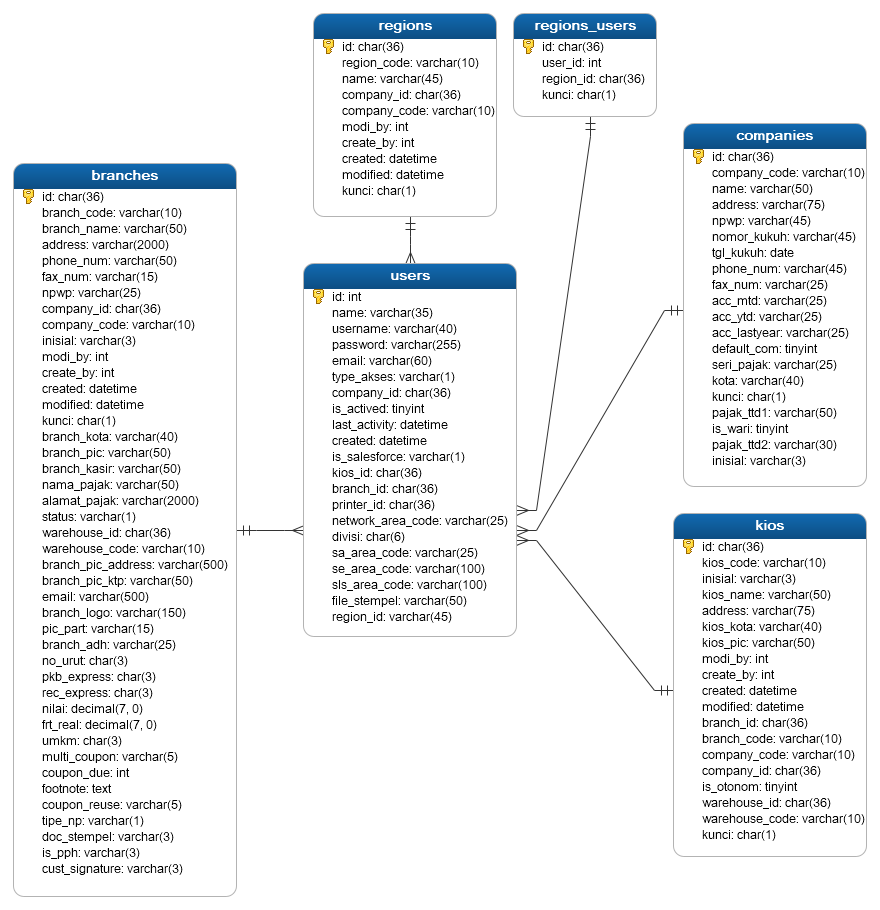 regions
id: char(36)
region_code: varchar(10)
name: varchar(45)
company_id: char(36)
company_code: varchar(10)
modi_by: int
create_by: int
created: datetime
modified: datetime
kunci: char(1)
regions_users
id: char(36)
user_id: int
region_id: char(36)
kunci: char(1)
companies
id: char(36)
company_code: varchar(10)
name: varchar(50)
address: varchar(75)
npwp: varchar(45)
nomor_kukuh: varchar(45)
tgl_kukuh: date
phone_num: varchar(45)
fax_num: varchar(25)
acc_mtd: varchar(25)
acc_ytd: varchar(25)
acc_lastyear: varchar(25)
default_com: tinyint
seri_pajak: varchar(25)
kota: varchar(40)
kunci: char(1)
pajak_ttd1: varchar(50)
is_wari: tinyint
pajak_ttd2: varchar(30)
inisial: varchar(3)
branches
id: char(36)
branch_code: varchar(10)
branch_name: varchar(50)
address: varchar(2000)
phone_num: varchar(50)
fax_num: varchar(15)
npwp: varchar(25)
company_id: char(36)
company_code: varchar(10)
inisial: varchar(3)
modi_by: int
create_by: int
created: datetime
modified: datetime
kunci: char(1)
branch_kota: varchar(40)
branch_pic: varchar(50)
branch_kasir: varchar(50)
nama_pajak: varchar(50)
alamat_pajak: varchar(2000)
status: varchar(1)
warehouse_id: char(36)
warehouse_code: varchar(10)
branch_pic_address: varchar(500)
branch_pic_ktp: varchar(50)
email: varchar(500)
branch_logo: varchar(150)
pic_part: varchar(15)
branch_adh: varchar(25)
no_urut: char(3)
pkb_express: char(3)
rec_express: char(3)
nilai: decimal(7, 0)
frt_real: decimal(7, 0)
umkm: char(3)
multi_coupon: varchar(5)
coupon_due: int
footnote: text
coupon_reuse: varchar(5)
tipe_np: varchar(1)
doc_stempel: varchar(3)
is_pph: varchar(3)
cust_signature: varchar(3)
users
id: int
name: varchar(35)
username: varchar(40)
password: varchar(255)
email: varchar(60)
type_akses: varchar(1)
company_id: char(36)
is_actived: tinyint
last_activity: datetime
created: datetime
is_salesforce: varchar(1)
kios_id: char(36)
branch_id: char(36)
printer_id: char(36)
network_area_code: varchar(25)
divisi: char(6)
sa_area_code: varchar(25)
se_area_code: varchar(100)
sls_area_code: varchar(100)
file_stempel: varchar(50)
region_id: varchar(45)
kios
id: char(36)
kios_code: varchar(10)
inisial: varchar(3)
kios_name: varchar(50)
address: varchar(75)
kios_kota: varchar(40)
kios_pic: varchar(50)
modi_by: int
create_by: int
created: datetime
modified: datetime
branch_id: char(36)
branch_code: varchar(10)
company_code: varchar(10)
company_id: char(36)
is_otonom: tinyint
warehouse_id: char(36)
warehouse_code: varchar(10)
kunci: char(1)